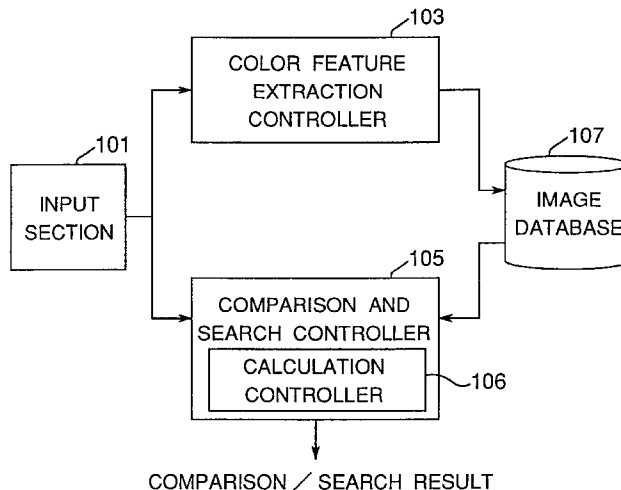 103
COLOR FEATURE
EXTRACTION
CONTROLLER
101
INPUT
SECTION
107
IMAGE
DATABASE
105
COMPARISON AND
SEARCH CONTROLLER
CALCULATION
CONTROLLER
106
COMPARISON / SEARCH RESULT